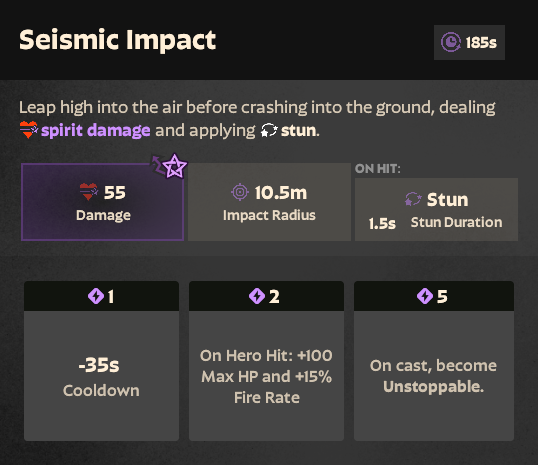 Seismic Impact
185s
Leap high into the air before crashing into the ground, dealing
spirit damage and applying stun.
55
Damage
10.5m
Impact Radius
ON HIT:
Stun
1.5s Stun Duration
1
-35s
Cooldown
2
On Hero Hit: +100
Max HP and +15%
Fire Rate
5
On cast, become
Unstoppable.